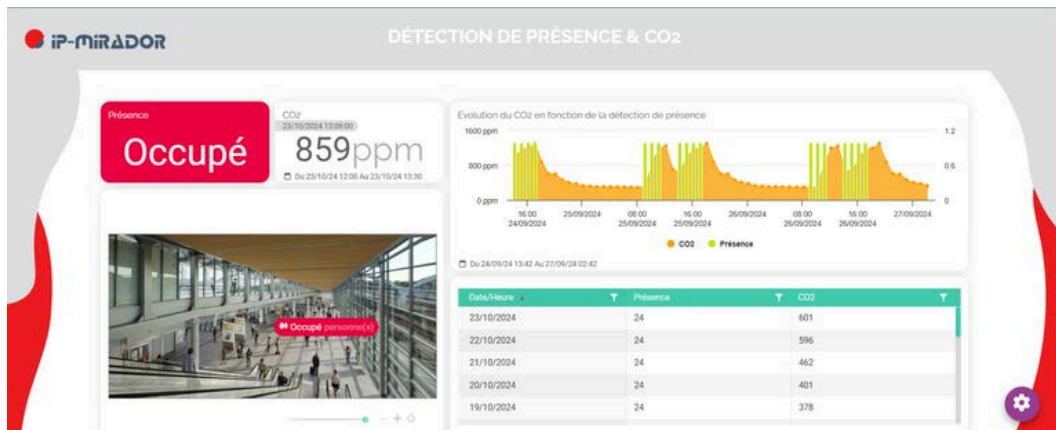 iP-MiRADOR
DÉTECTION DE PRÉSENCE & CO2
Présence
Occupé
CO2
23/10/2024 13:09:00
859ppm
Du 23/10/24 12:00 Au 23/10/24 13:30
Evolution du CO2 en fonction de la détection de présence
1600 ppm
1.2
800 ppm
0.6
0 ppm
0
16:00
24/09/2024
25/09/2024
08:00
25/09/2024
16:00
25/09/2024
26/09/2024
08:00
26/09/2024
16:00
26/09/2024
27/09/2024
CO2
Présence
Du 24/09/24 13:42 Au 27/09/24 02:42
Occupé personne(s)
Date/Heure Présence CO2
23/10/2024 24 601
22/10/2024 24 596
21/10/2024 24 462
20/10/2024 24 401
19/10/2024 24 378